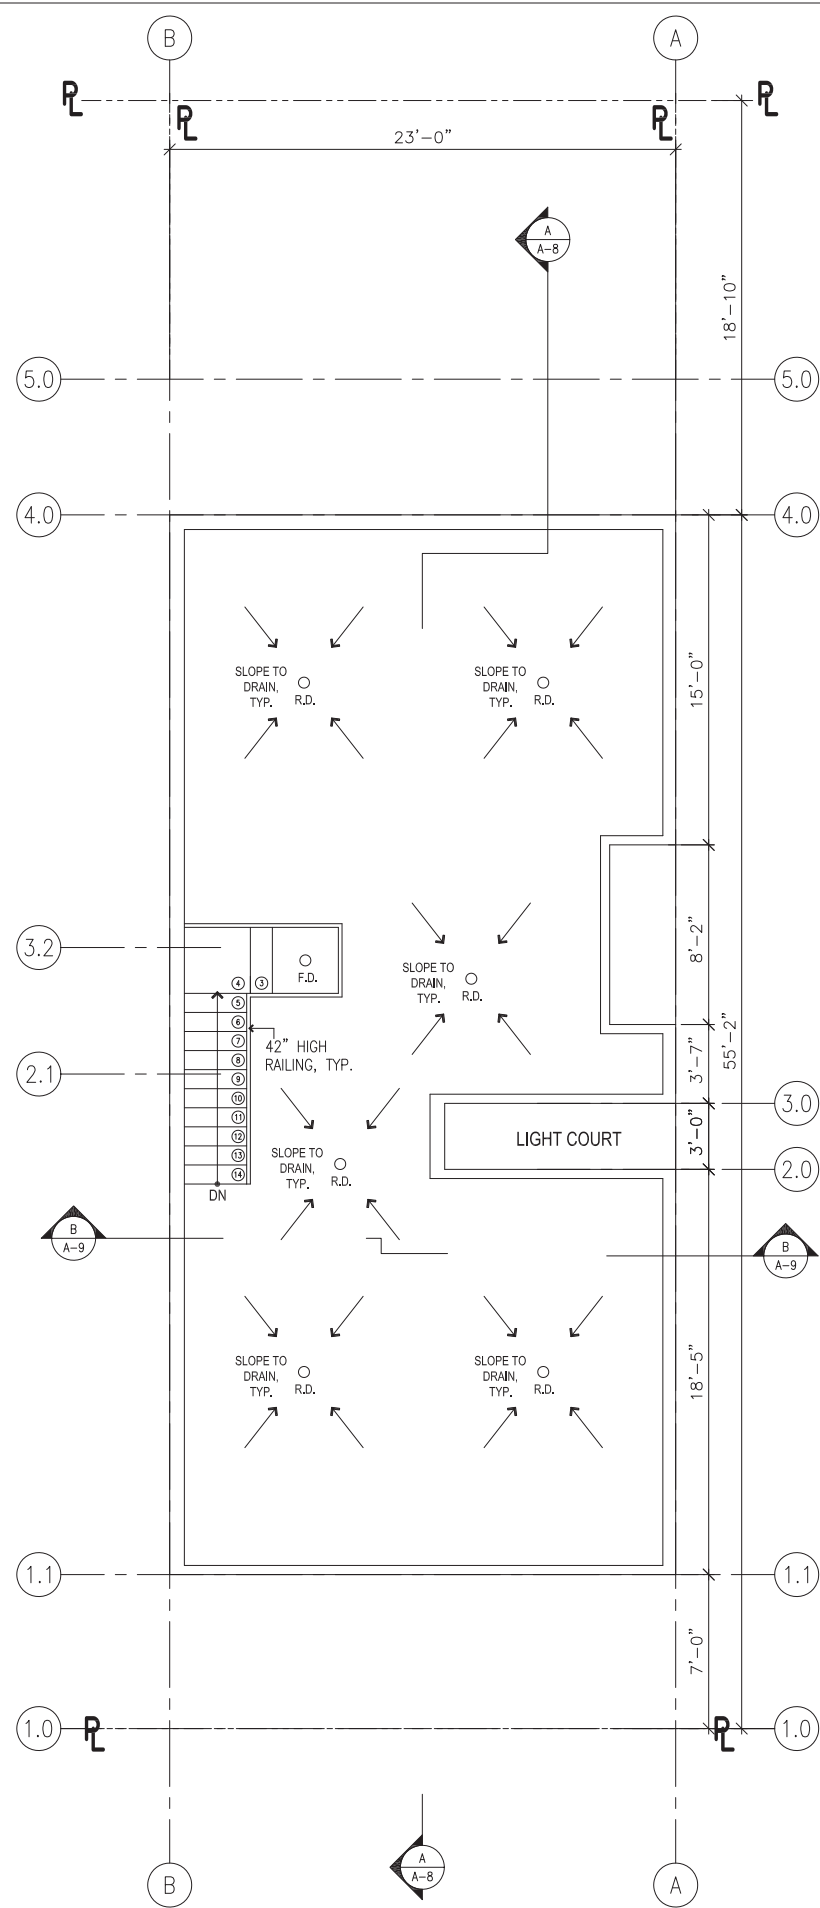 B
A
PL
PL
PL
PL
23'-0"
A
A-8
18'-10"
5.0
5.0
4.0
4.0
SLOPE TO
DRAIN,
TYP.
R.D.
SLOPE TO
DRAIN,
TYP.
R.D.
15'-0"
3.2
F.D.
4
3
5
6
7
8
9
10
11
12
13
14
DN
42" HIGH
RAILING, TYP.
SLOPE TO
DRAIN,
TYP.
R.D.
8'-2"
55'-2"
3'-7"
2.1
3.0
3'-0"
LIGHT COURT
2.0
SLOPE TO
DRAIN,
TYP.
R.D.
B
A-9
B
A-9
SLOPE TO
DRAIN,
TYP.
R.D.
SLOPE TO
DRAIN,
TYP.
R.D.
18'-5"
1.1
1.1
7'-0"
1.0
PL
PL
1.0
A
A-8
B
A